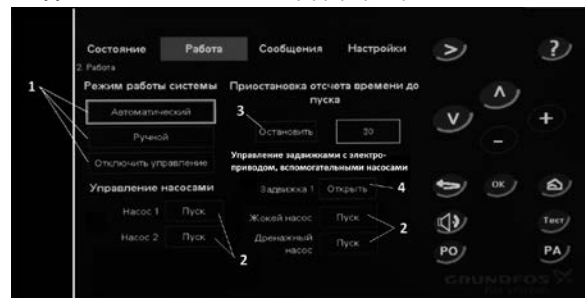 Состояние Работа Сообщения Настройки
2. Работа
Режим работы системы
1
Автоматический
Ручной
Отключить управление
Приостановка отсчета времени до
пуска
3
Остановить 30
Управление задвижками с электро-
приводом, вспомогательными насосами
Задвижка 1 Открыть 4
Управление насосами
Насос 1 Пуск
Насос 2 Пуск
2
Жокей насос Пуск
Дренажный
насос Пуск
2
> ?
V Λ +
–
OK
Тест
PO РА
GRUNDFOS